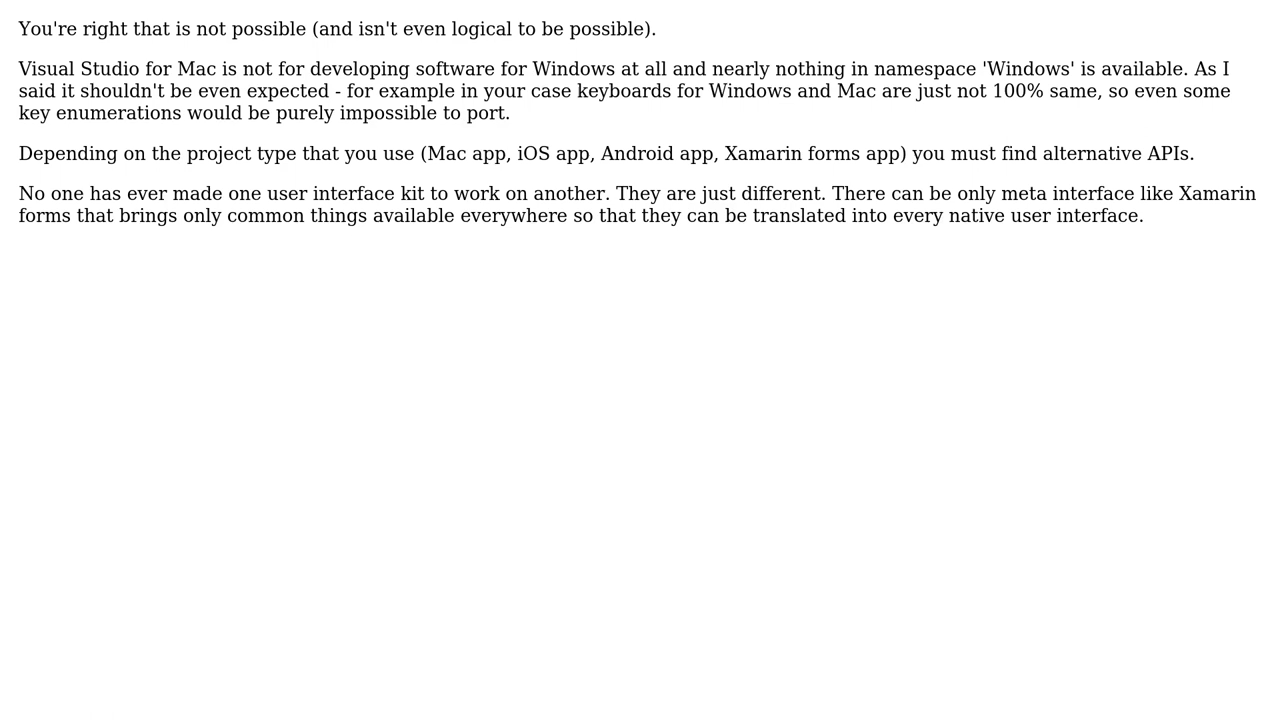 You're right that is not possible (and isn't even logical to be possible).
Visual Studio for Mac is not for developing software for Windows at all and nearly nothing in namespace 'Windows' is available. As I
said it shouldn't be even expected - for example in your case keyboards for Windows and Mac are just not 100% same, so even some
key enumerations would be purely impossible to port.
Depending on the project type that you use (Mac app, iOS app, Android app, Xamarin forms app) you must find alternative APIs.
No one has ever made one user interface kit to work on another. They are just different. There can be only meta interface like Xamarin
forms that brings only common things available everywhere so that they can be translated into every native user interface.